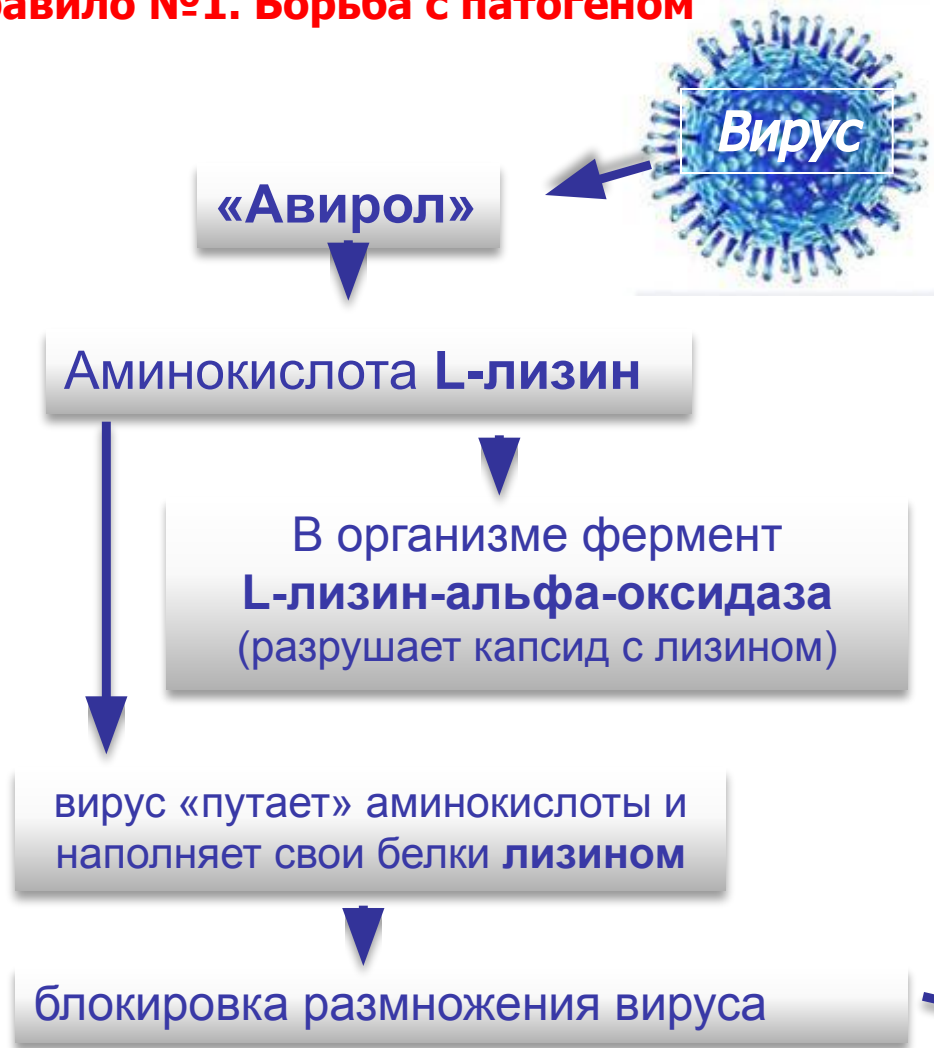 равило №1. Борьба с патогеном
Вирус
«Авирол»
Аминокислота L-лизин
В организме фермент
L-лизин-альфа-оксидаза
(разрушает капсид с лизином)
вирус «путает» аминокислоты и
наполняет свои белки лизином
блокировка размножения вируса